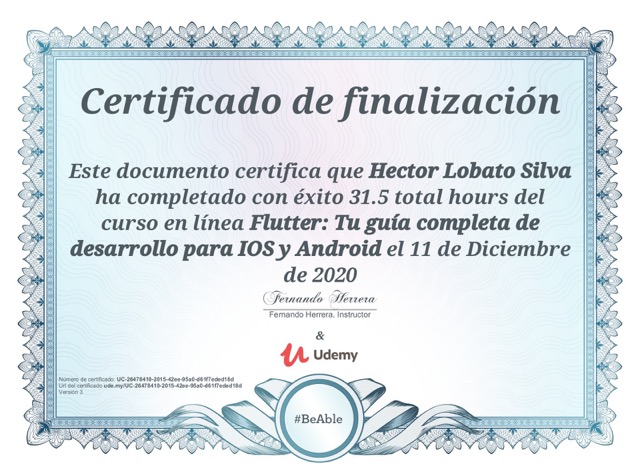 Certificado de finalización
Este documento certifica que Hector Lobato Silva
ha completado con éxito 31.5 total hours del
curso en línea Flutter: Tu guía completa de
desarrollo para IOS y Android el 11 de Diciembre
de 2020
Fernando Herrera
Fernando Herrera, Instructor
&
Udemy
Número de certificado: UC-26478410-2015-42ee-95a0-d61f7eded18d
Url del certificado ude.my/UC-26478410-2015-42ee-95a0-d61f7eded18d
Versión 3
#BeAble